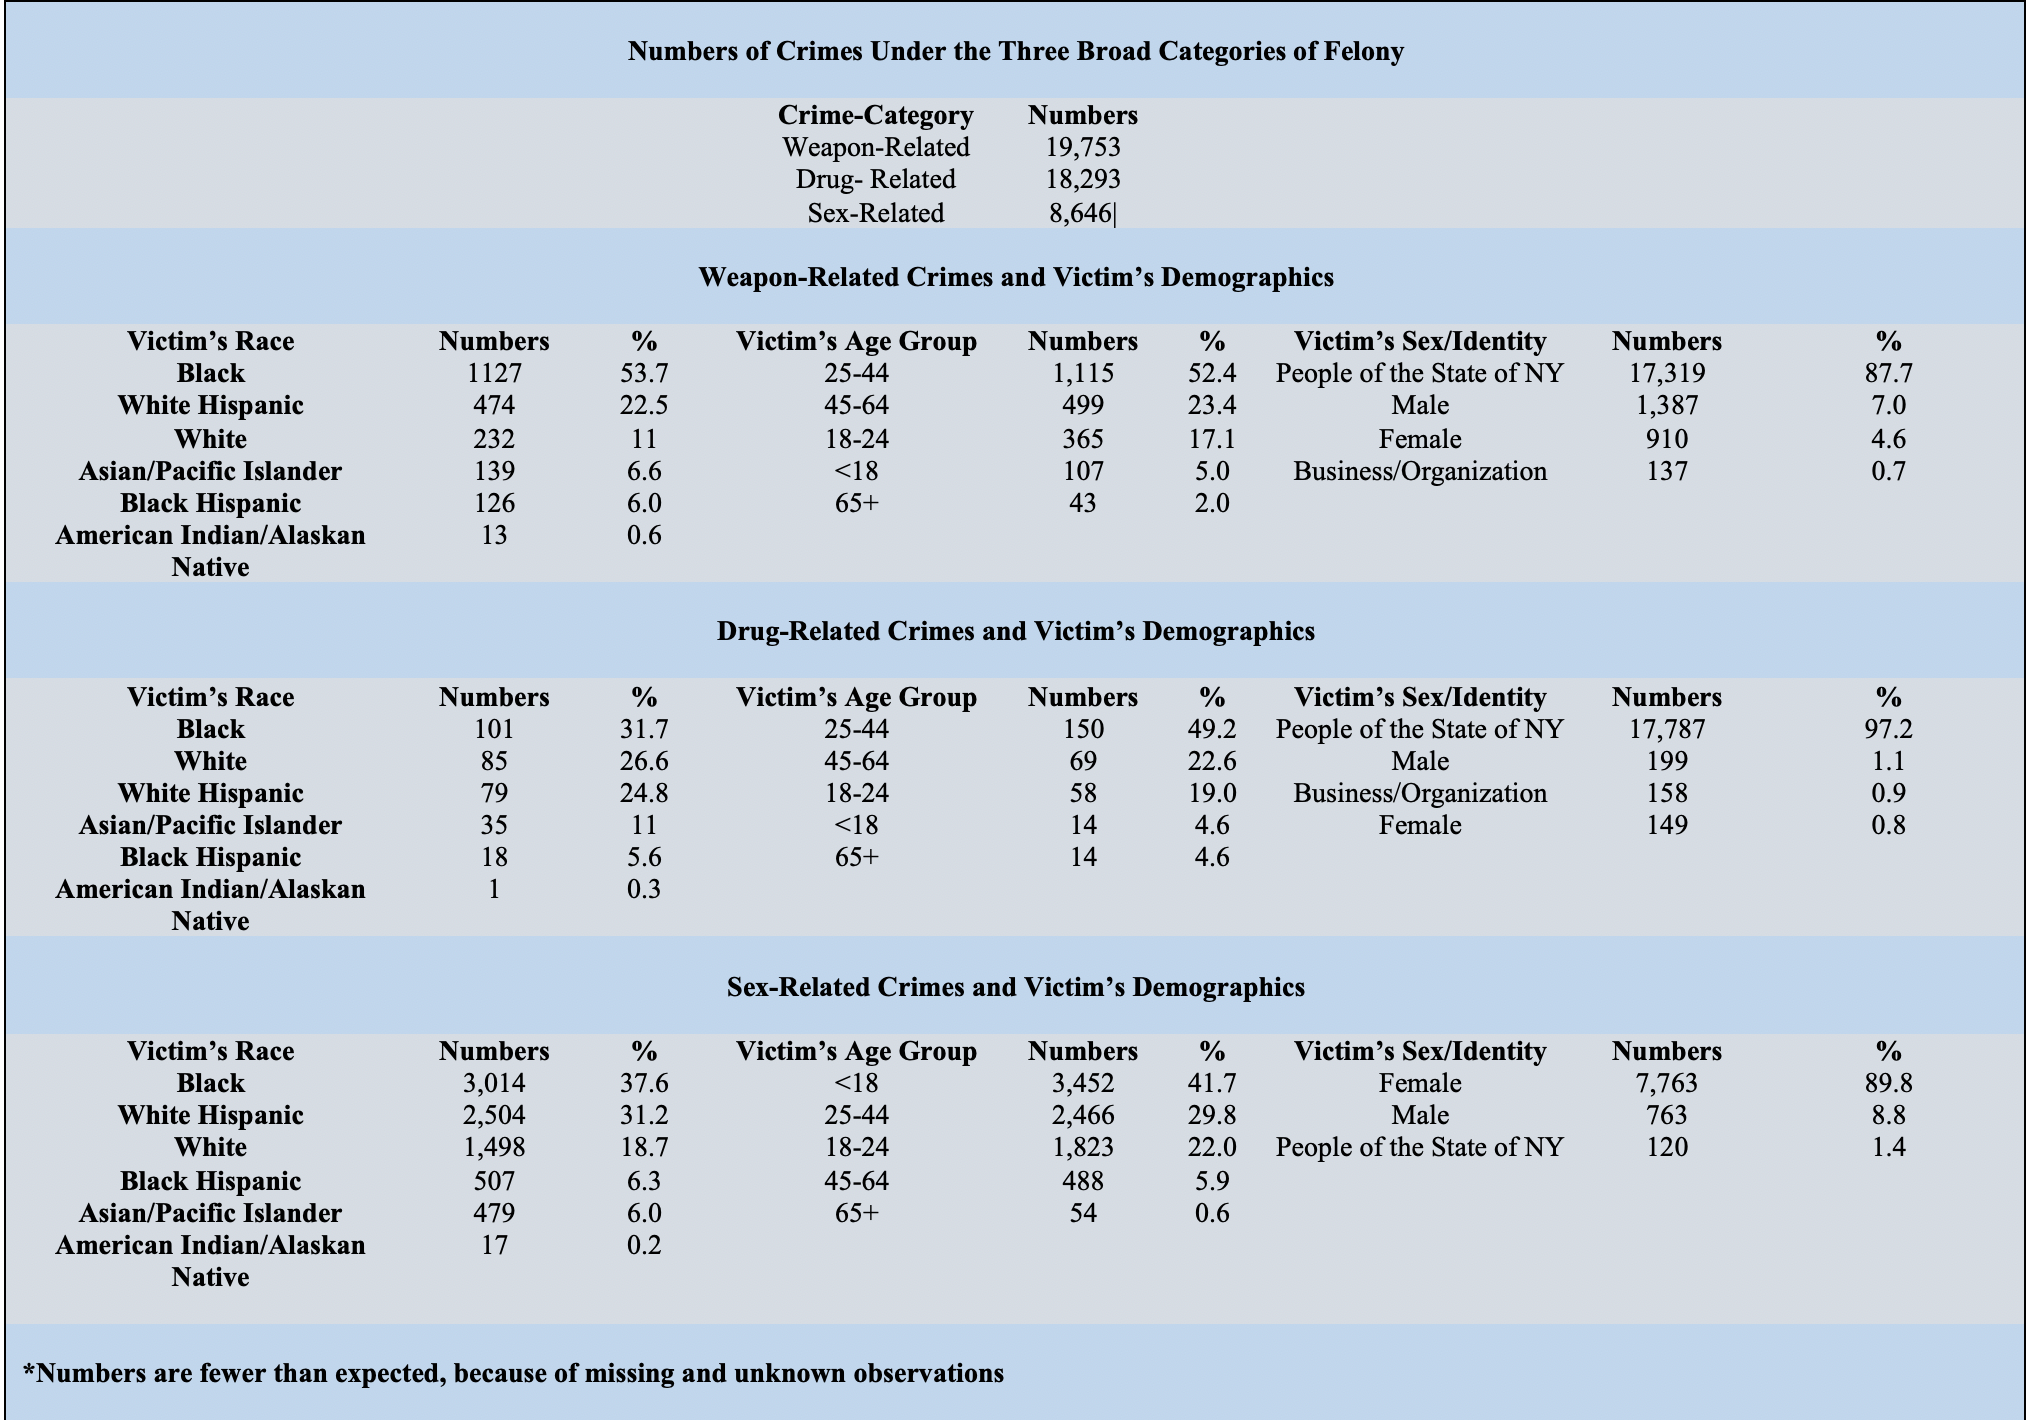 Numbers of Crimes Under the Three Broad Categories of Felony
Crime-Category Numbers
Weapon-Related 19,753
Drug- Related 18,293
Sex-Related 8,646|
Weapon-Related Crimes and Victim’s Demographics
Victim’s Race Numbers % Victim’s Age Group Numbers % Victim’s Sex/Identity Numbers %
Black 1127 53.7 25-44 1,115 52.4 People of the State of NY 17,319 87.7
White Hispanic 474 22.5 45-64 499 23.4 Male 1,387 7.0
White 232 11 18-24 365 17.1 Female 910 4.6
Asian/Pacific Islander 139 6.6 <18 107 5.0 Business/Organization 137 0.7
Black Hispanic 126 6.0 65+ 43 2.0
American Indian/Alaskan 13 0.6
Native
Drug-Related Crimes and Victim’s Demographics
Victim’s Race Numbers % Victim’s Age Group Numbers % Victim’s Sex/Identity Numbers %
Black 101 31.7 25-44 150 49.2 People of the State of NY 17,787 97.2
White 85 26.6 45-64 69 22.6 Male 199 1.1
White Hispanic 79 24.8 18-24 58 19.0 Business/Organization 158 0.9
Asian/Pacific Islander 35 11 <18 14 4.6 Female 149 0.8
Black Hispanic 18 5.6 65+ 14 4.6
American Indian/Alaskan 1 0.3
Native
Sex-Related Crimes and Victim’s Demographics
Victim’s Race Numbers % Victim’s Age Group Numbers % Victim’s Sex/Identity Numbers %
Black 3,014 37.6 <18 3,452 41.7 Female 7,763 89.8
White Hispanic 2,504 31.2 25-44 2,466 29.8 Male 763 8.8
White 1,498 18.7 18-24 1,823 22.0 People of the State of NY 120 1.4
Black Hispanic 507 6.3 45-64 488 5.9
Asian/Pacific Islander 479 6.0 65+ 54 0.6
American Indian/Alaskan 17 0.2
Native
*Numbers are fewer than expected, because of missing and unknown observations